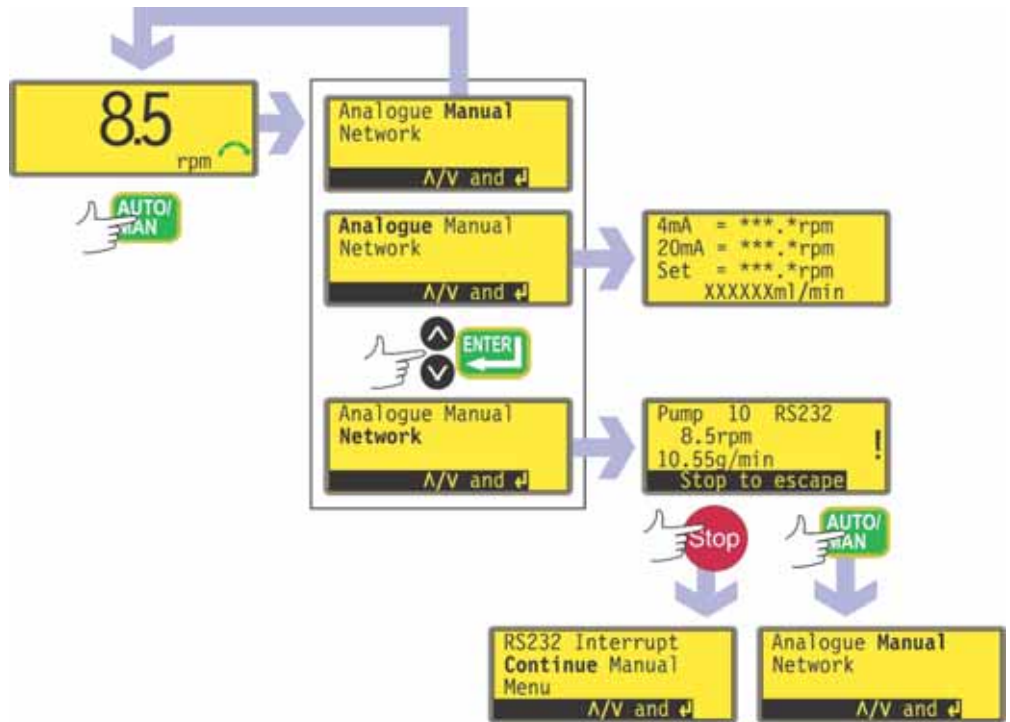 8.5
rpm
AUTO/
MAN
Analogue Manual
Network
Λ/V and ↵
Analogue Manual
Network
Λ/V and ↵
4mA = ***.*rpm
20mA = ***.*rpm
Set = ***.*rpm
XXXXXXml/min
ENTER
Analogue Manual
Network
Λ/V and ↵
Pump 10 RS232
8.5rpm
!
10.55g/min
Stop to escape
Stop
AUTO/
MAN
RS232 Interrupt
Continue Manual
Menu
Λ/V and ↵
Analogue Manual
Network
Λ/V and ↵